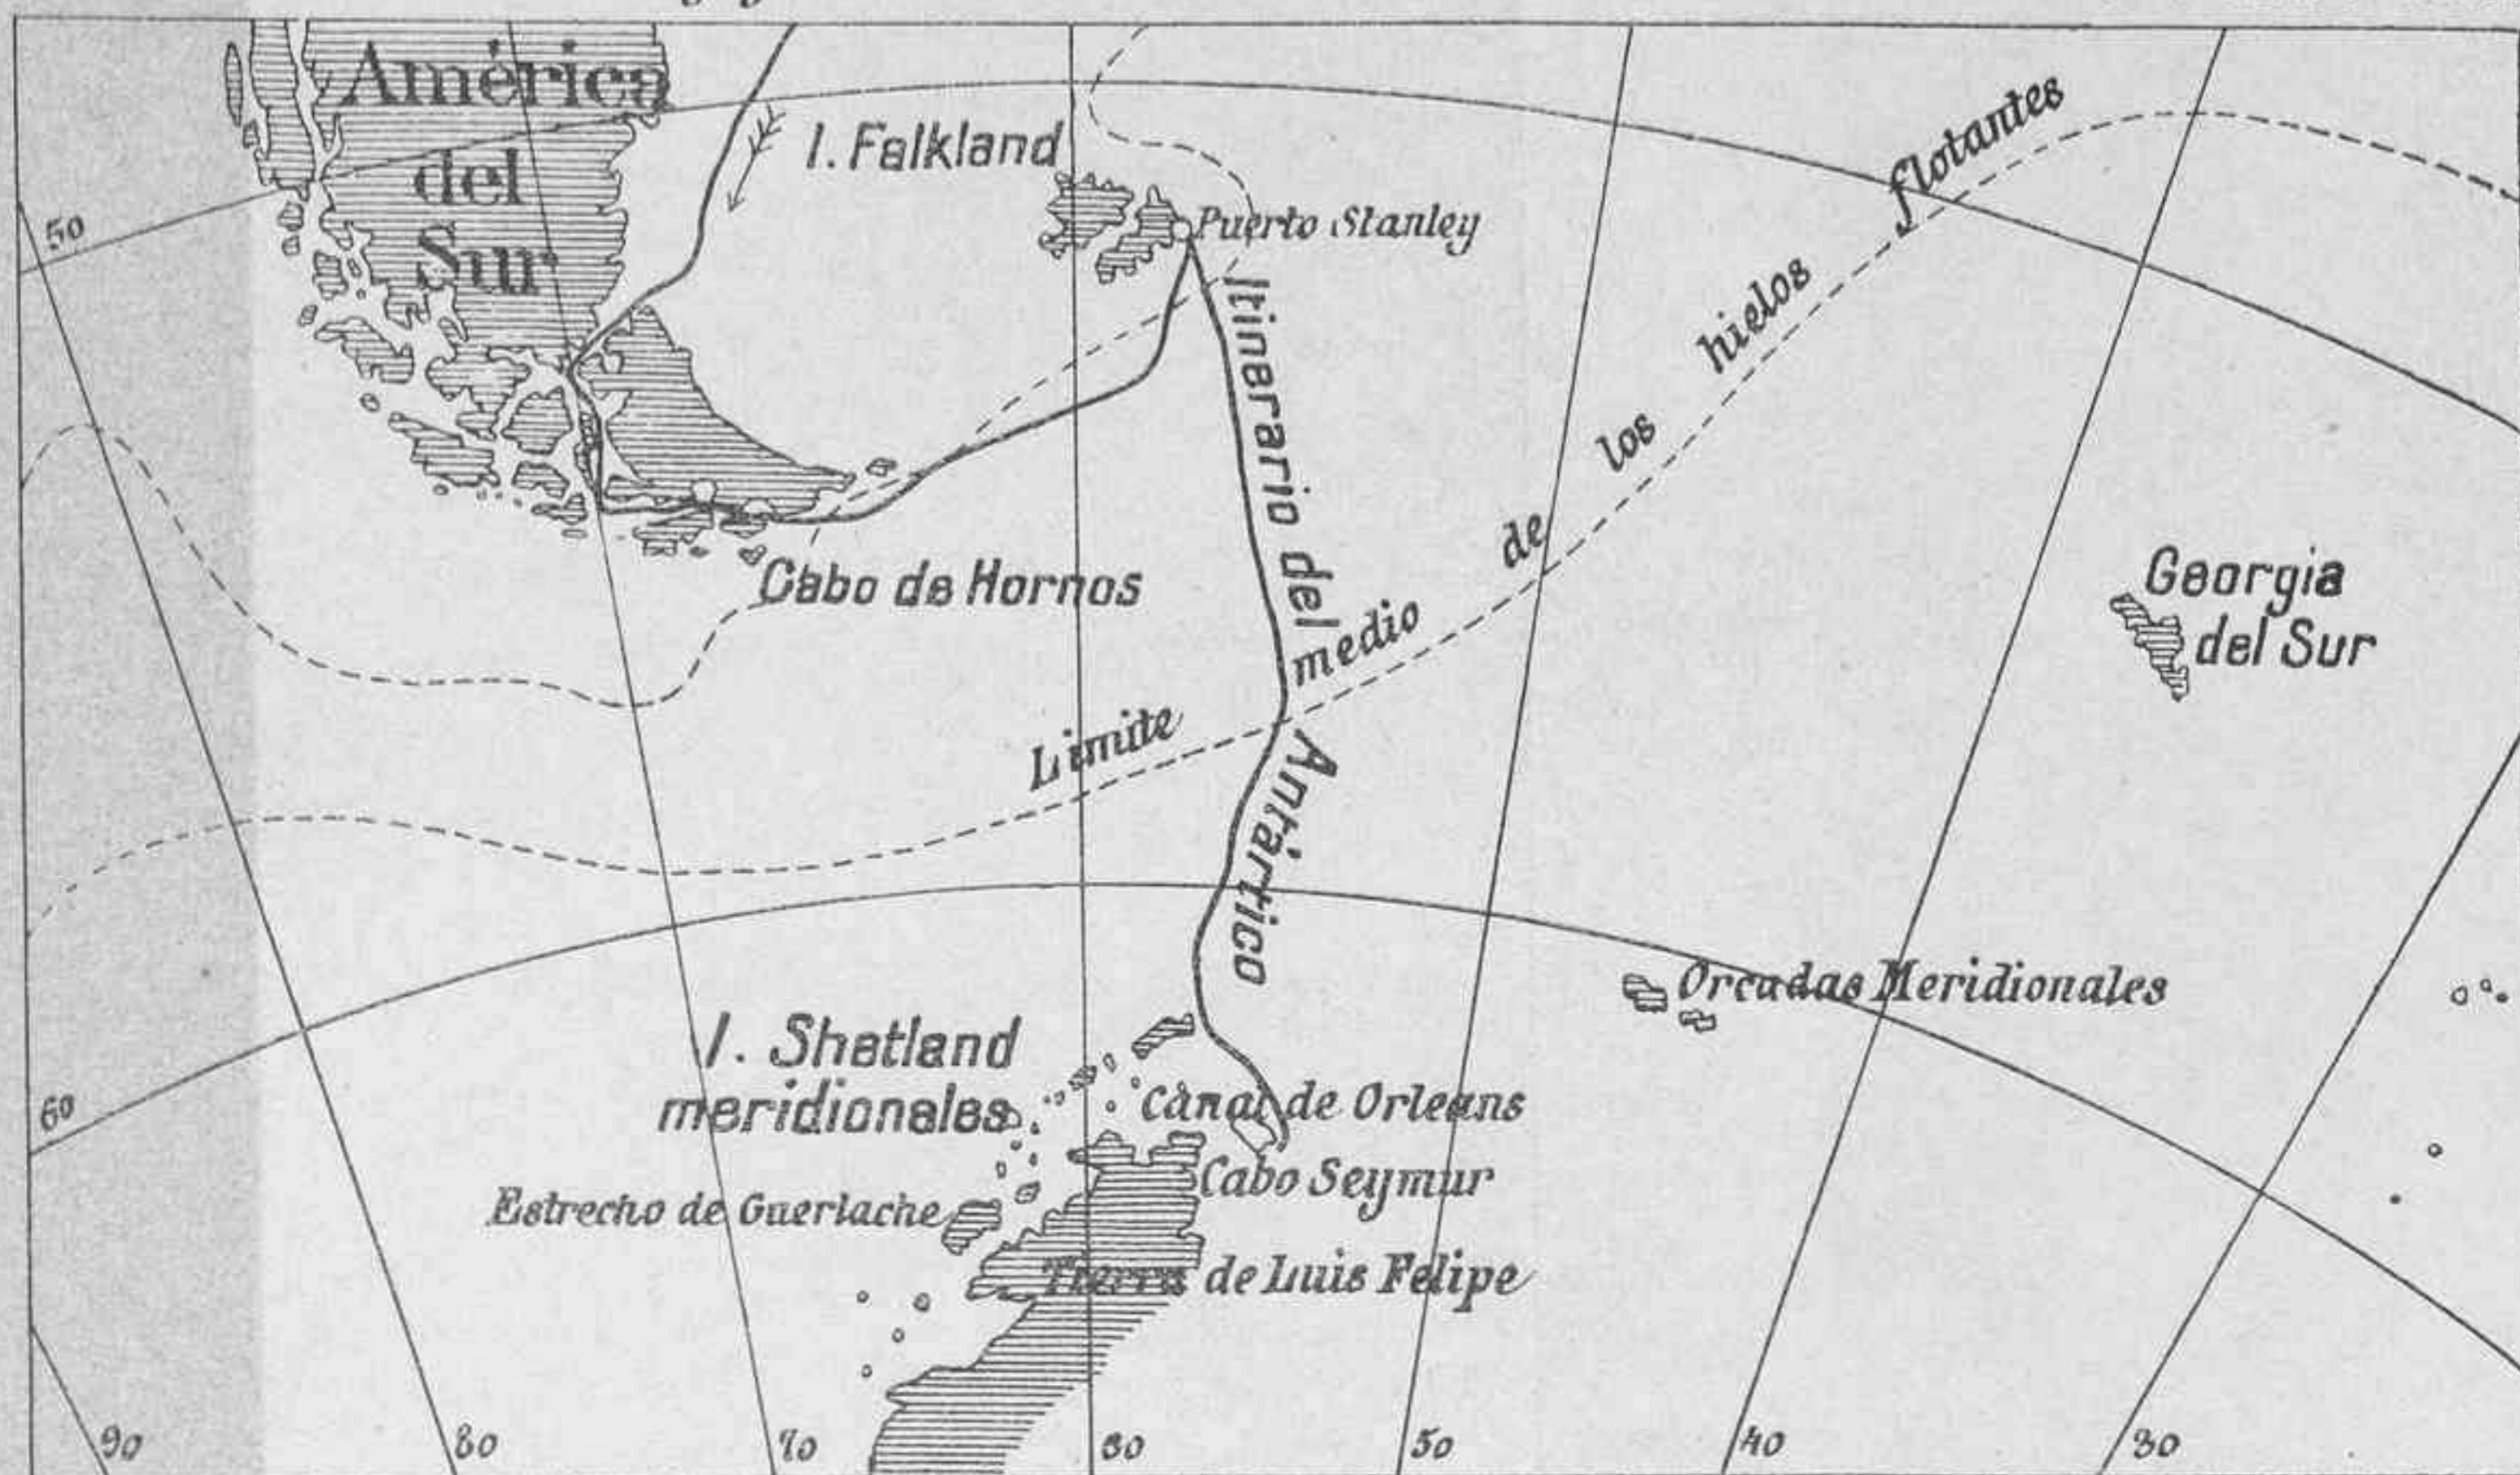 América
del
Sur
I. Falkland
Puerto Stanley
50
Itinerario del Antártico
Limite medio de los hielos flotantes
Cabo de Hornos
Georgia
del Sur
Orcadas Meridionales
I. Shetland
meridionales
60
Canal de Orleans
Cabo Seymur
Estrecho de Guerlache
Tierra de Luis Felipe
90
80
70
60
50
40
30